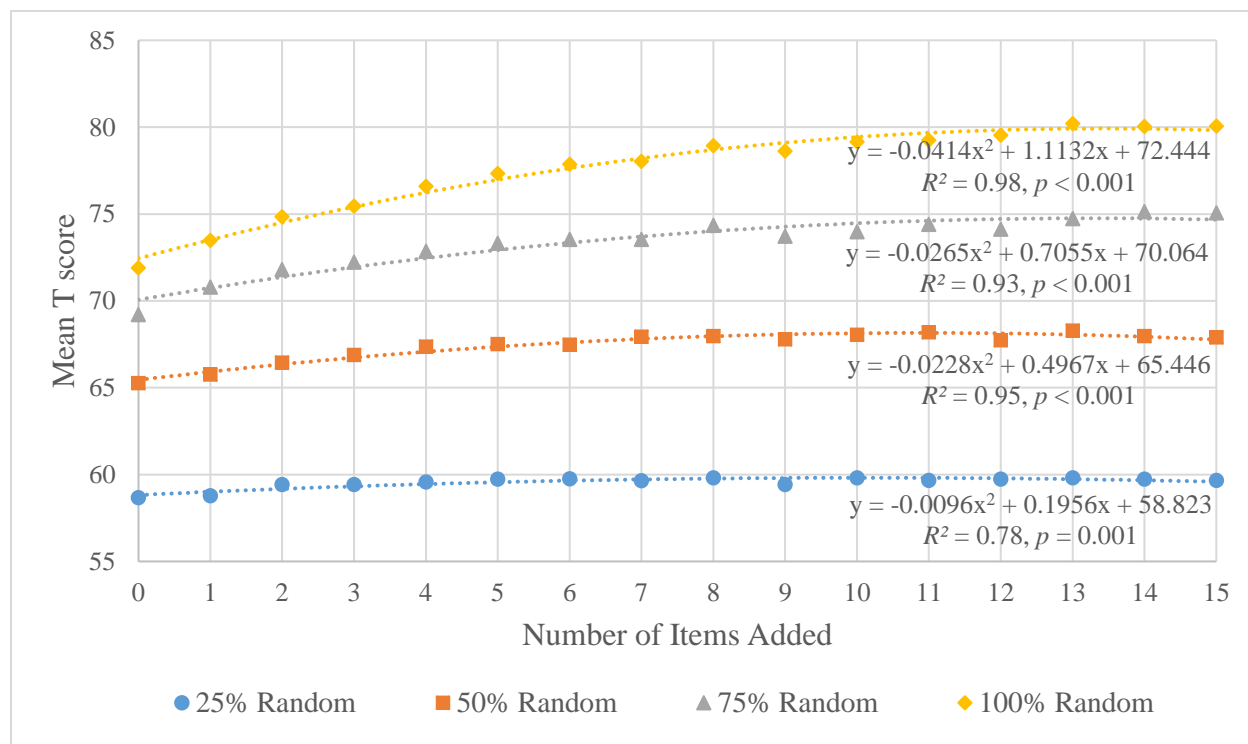 85
80
75
70
65
60
55
Mean T score
y = -0.0414x² + 1.1132x + 72.444
R² = 0.98, p < 0.001
y = -0.0265x² + 0.7055x + 70.064
R² = 0.93, p < 0.001
y = -0.0228x² + 0.4967x + 65.446
R² = 0.95, p < 0.001
y = -0.0096x² + 0.1956x + 58.823
R² = 0.78, p = 0.001
0 1 2 3 4 5 6 7 8 9 10 11 12 13 14 15
Number of Items Added
25% Random 50% Random 75% Random 100% Random